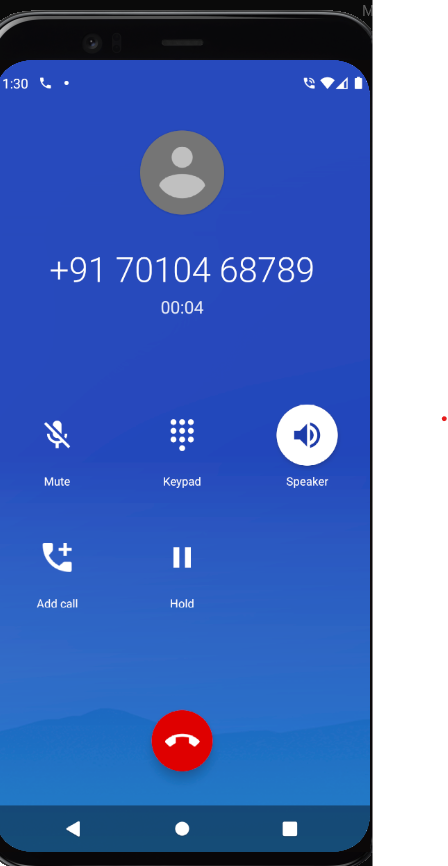 M
1:30
+91 70104 68789
00:04
Mute Keypad Speaker
Add call Hold